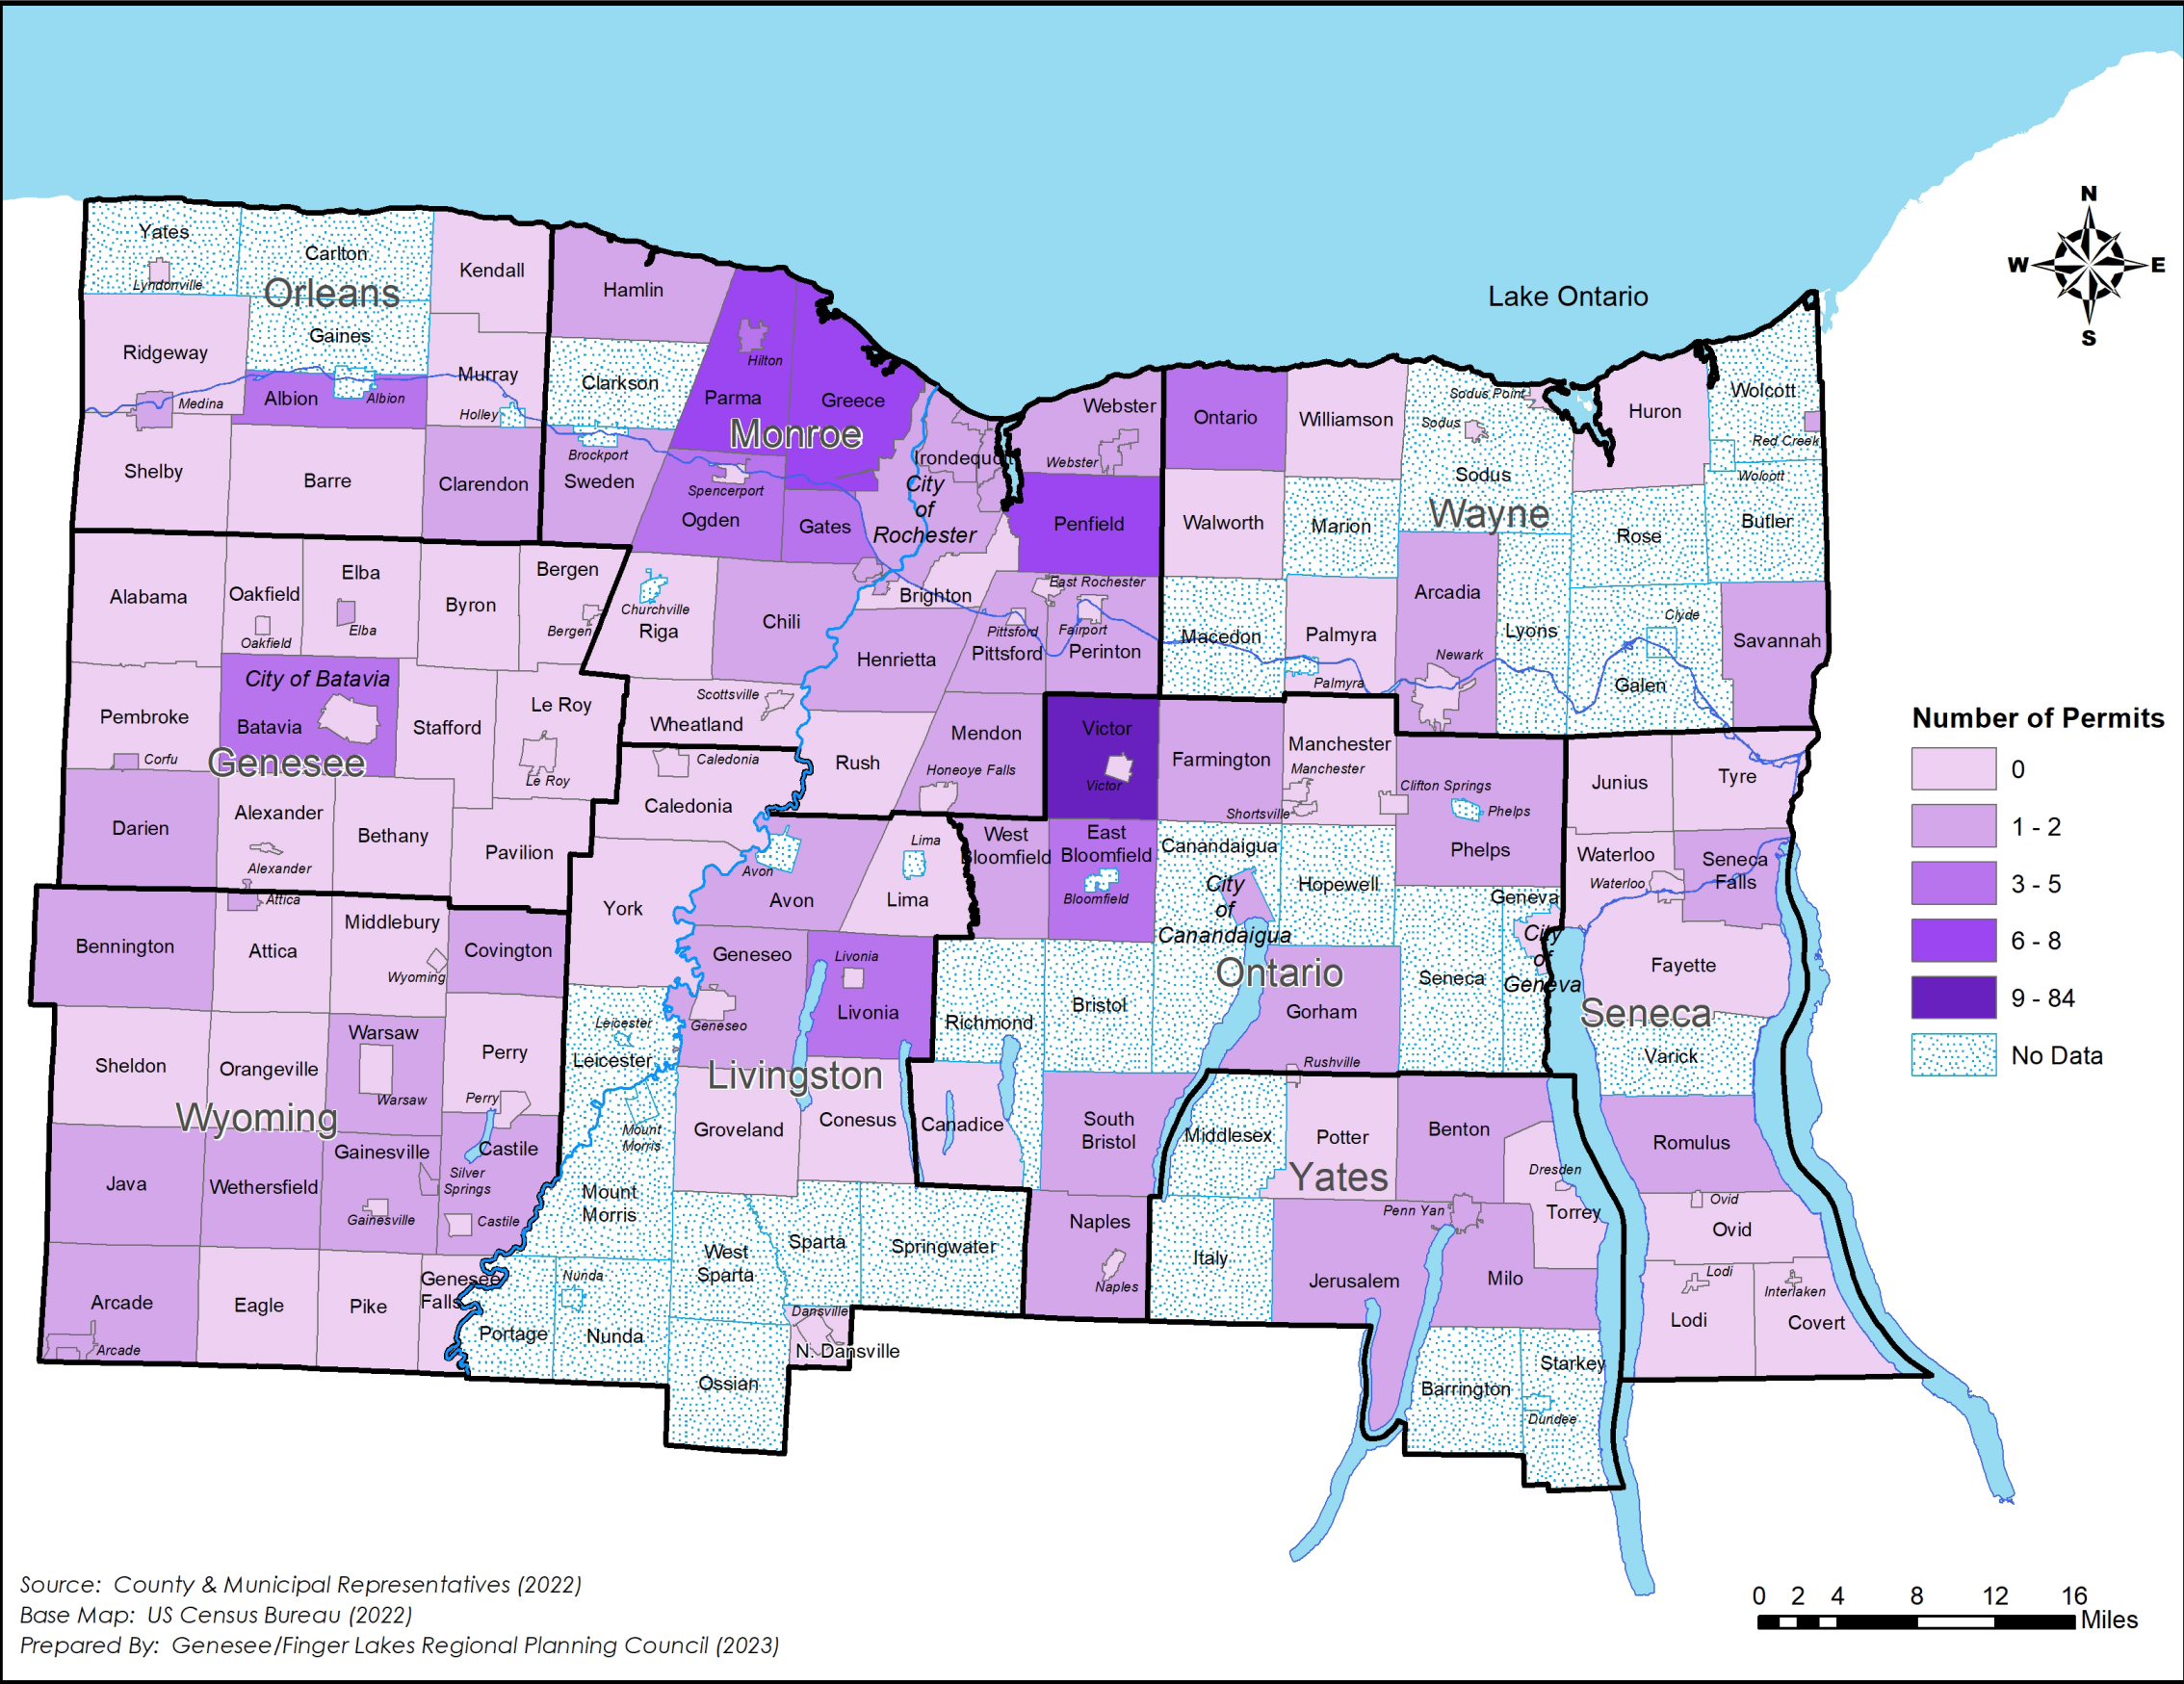 N
W E
S
Lake Ontario
Yates
Carlton
Lyndonville
Orleans
Kendall
Gaines
Ridgeway
Murray
Medina
Albion
Albion
Holley
Shelby
Barre
Clarendon
Hamlin
Clarkson
Hilton
Parma
Greece
Monroe
Brockport
Sweden
Spencerport
Ogden
Gates
Irondequoit
City
of
Rochester
Webster
Webster
Penfield
East Rochester
Brighton
Churchville
Riga
Chili
Henrietta
Pittsford
Pittsford
Fairport
Perinton
Scottsville
Wheatland
Rush
Mendon
Honeoye Falls
Ontario
Williamson
Sodus Point
Sodus
Sodus
Wayne
Huron
Wolcott
Red Creek
Wolcott
Butler
Walworth
Marion
Rose
Arcadia
Lyons
Clyde
Savannah
Macedon
Palmyra
Palmyra
Newark
Galen
Alabama
Oakfield
Oakfield
Elba
Elba
Byron
Bergen
Bergen
City of Batavia
Batavia
Pembroke
Corfu
Genesee
Stafford
Le Roy
Le Roy
Darien
Alexander
Alexander
Bethany
Pavilion
Caledonia
Caledonia
Avon
Avon
Lima
Lima
York
Geneseo
Geneseo
Livonia
Livonia
Leicester
Leicester
Livingston
Groveland
Conesus
Mount
Morris
Mount
Morris
West
Sparta
Sparta
Springwater
Nunda
Nunda
Portage
Dansville
N. Dansville
Ossian
Attica
Attica
Bennington
Middlebury
Wyoming
Covington
Sheldon
Orangeville
Warsaw
Warsaw
Perry
Perry
Wyoming
Java
Wethersfield
Gainesville
Gainesville
Silver
Springs
Castile
Castile
Arcade
Arcade
Eagle
Pike
Genesee
Falls
Victor
Victor
Farmington
Manchester
Manchester
Shortsville
Clifton Springs
Phelps
Phelps
West
Bloomfield
East
Bloomfield
Bloomfield
Canandaigua
City
of
Canandaigua
Hopewell
Geneva
City
of
Geneva
Seneca
Ontario
Gorham
Rushville
Richmond
Bristol
Canadice
South
Bristol
Naples
Naples
Junius
Tyre
Waterloo
Waterloo
Seneca
Falls
Fayette
Seneca
Varick
Romulus
Ovid
Ovid
Lodi
Lodi
Interlaken
Covert
Middlesex
Potter
Benton
Yates
Dresden
Torrey
Penn Yan
Italy
Jerusalem
Milo
Barrington
Starkey
Dundee
Number of Permits
0
1 - 2
3 - 5
6 - 8
9 - 84
No Data
Source: County & Municipal Representatives (2022)
Base Map: US Census Bureau (2022)
Prepared By: Genesee/Finger Lakes Regional Planning Council (2023)
0 2 4 8 12 16
Miles